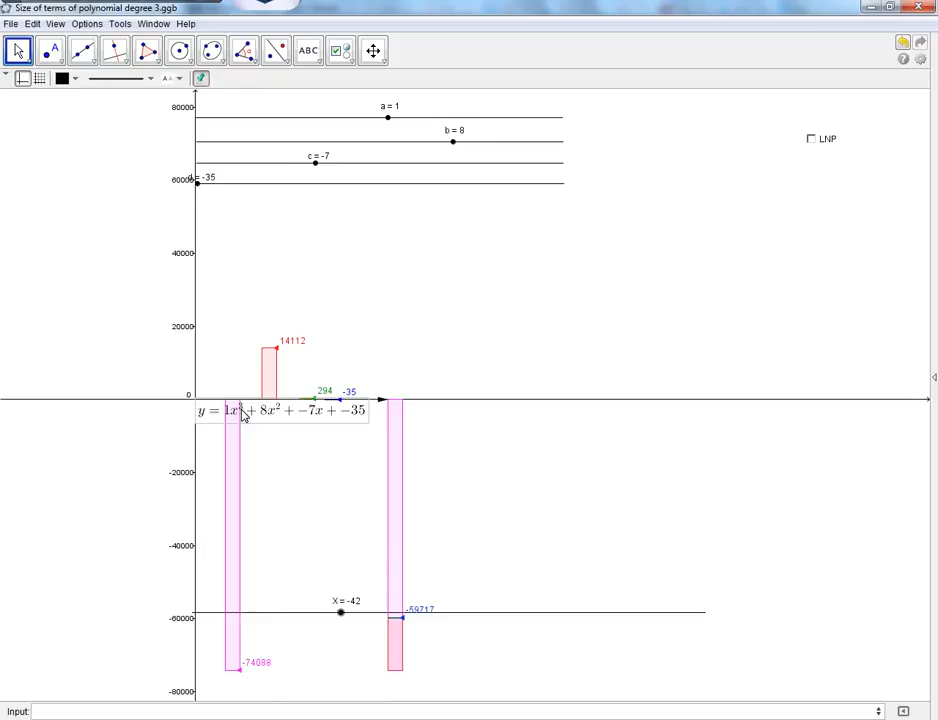 Size of terms of polynomial degree 3.ggb
File Edit View Options Tools Window Help
ABC
80000
a = 1
b = 8
LNP
c = -7
60000
= -35
40000
20000
14112
294
-35
0
y = 1x³ + 8x² + −7x + −35
-20000
-40000
X = -42
-59717
-60000
-74088
-80000
Input: